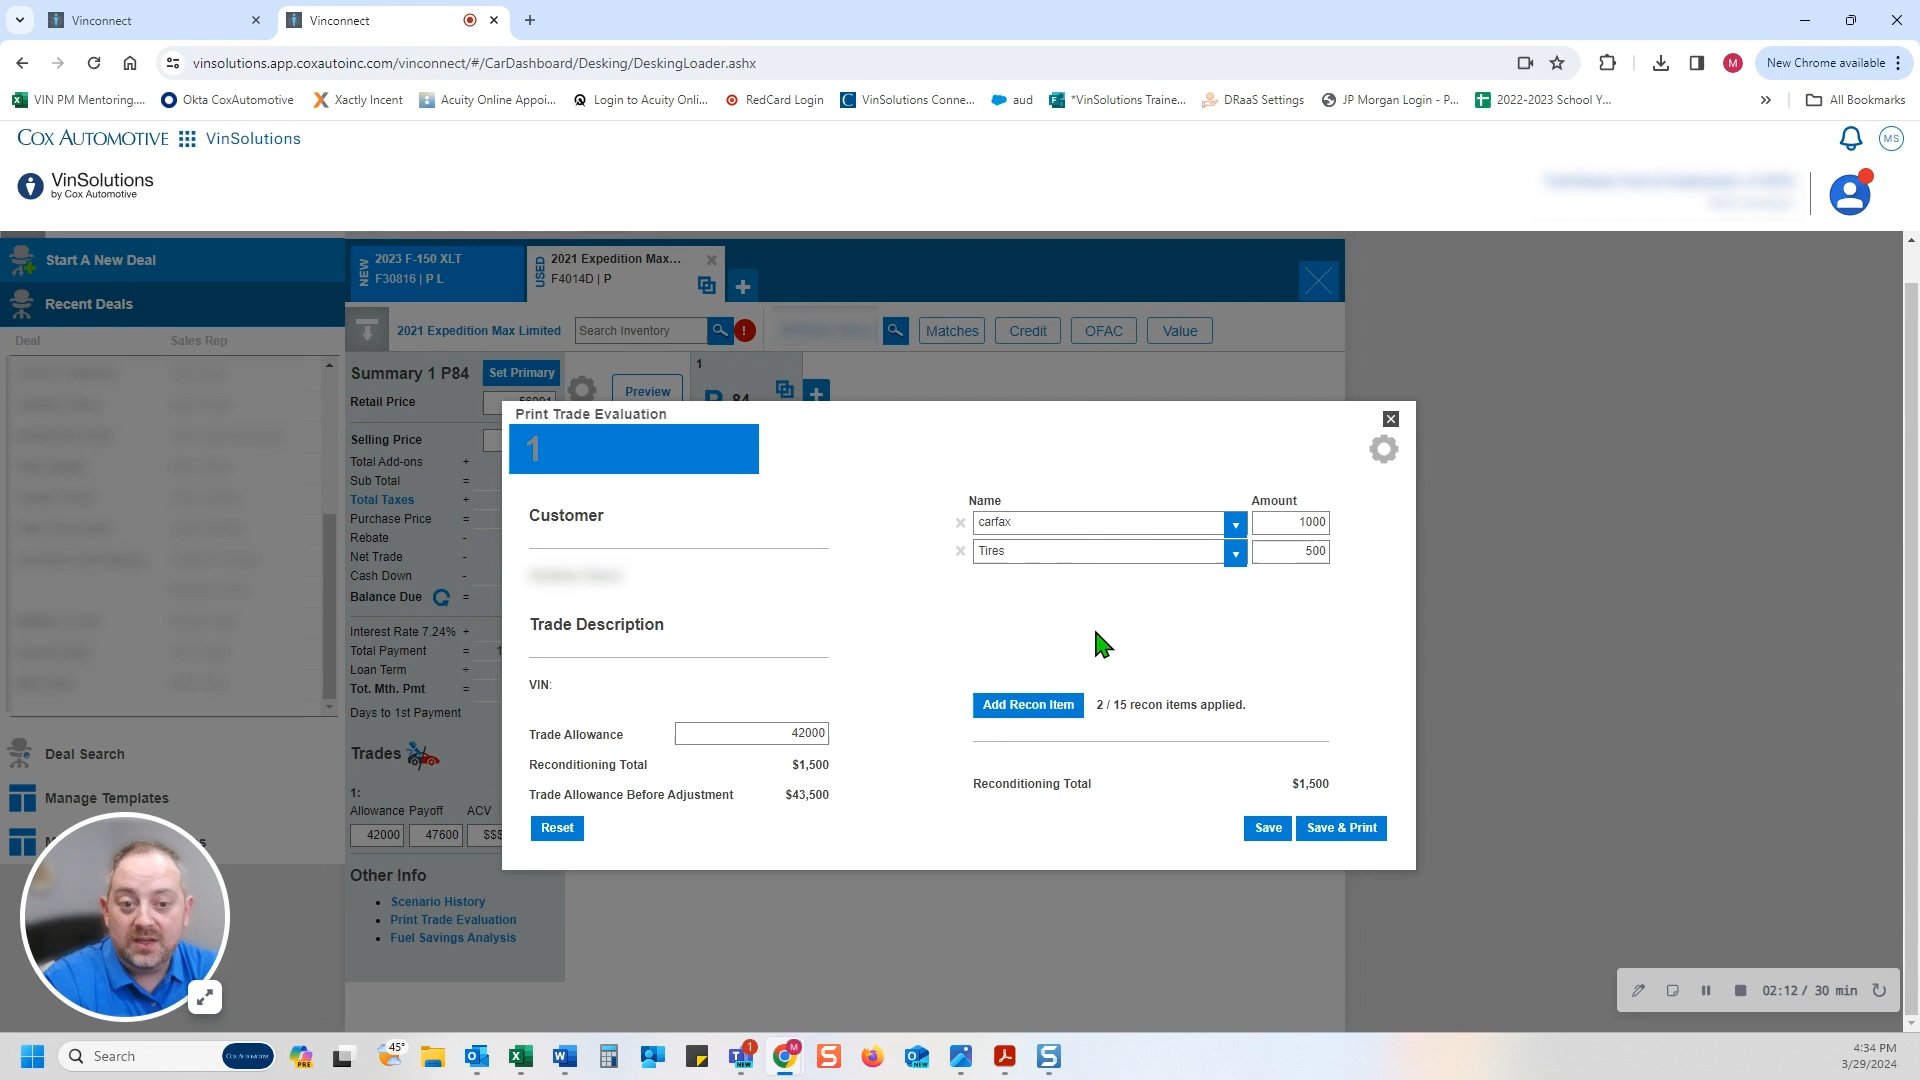 Vinconnect
Vinconnect
vinsolutions.app.coxautoinc.com/vinconnect/#/CarDashboard/Desking/DeskingLoader.ashx
M
New Chrome available
VIN PM Mentoring....
Okta CoxAutomotive
Xactly Incent
Acuity Online Appoi...
Login to Acuity Onli...
RedCard Login
VinSolutions Conne...
aud
*VinSolutions Traine...
DRaaS Settings
JP Morgan Login - P...
2022-2023 School Y...
All Bookmarks
COX AUTOMOTIVE
VinSolutions
MS
VinSolutions
by Cox Automotive
Start A New Deal
Recent Deals
Deal
Sales Rep
Deal Search
Manage Templates
NEW
2023 F-150 XLT
F30816 | P L
USED
2021 Expedition Max...
F4014D | P
2021 Expedition Max Limited
Search Inventory
Matches
Credit
OFAC
Value
Summary 1 P84
Set Primary
Preview
1
P 84
Retail Price
56991
Selling Price
Total Add-ons +
Sub Total =
Total Taxes +
Purchase Price =
Rebate -
Net Trade -
Cash Down -
Balance Due =
Interest Rate 7.24% +
Total Payment =
Loan Term ÷
Tot. Mth. Pmt =
Days to 1st Payment
Trades
1:
Allowance Payoff ACV
42000
47600
$$$
Other Info
Scenario History
Print Trade Evaluation
Fuel Savings Analysis
Print Trade Evaluation
1
Customer
Trade Description
VIN:
Trade Allowance 42000
Reconditioning Total $1,500
Trade Allowance Before Adjustment $43,500
Reset
Name Amount
carfax 1000
Tires 500
Add Recon Item
2 / 15 recon items applied.
Reconditioning Total $1,500
Save
Save & Print
02:12 / 30 min
Search
COX AUTOMOTIVE
PRE
45°
1
M
NEW
4:34 PM
3/29/2024